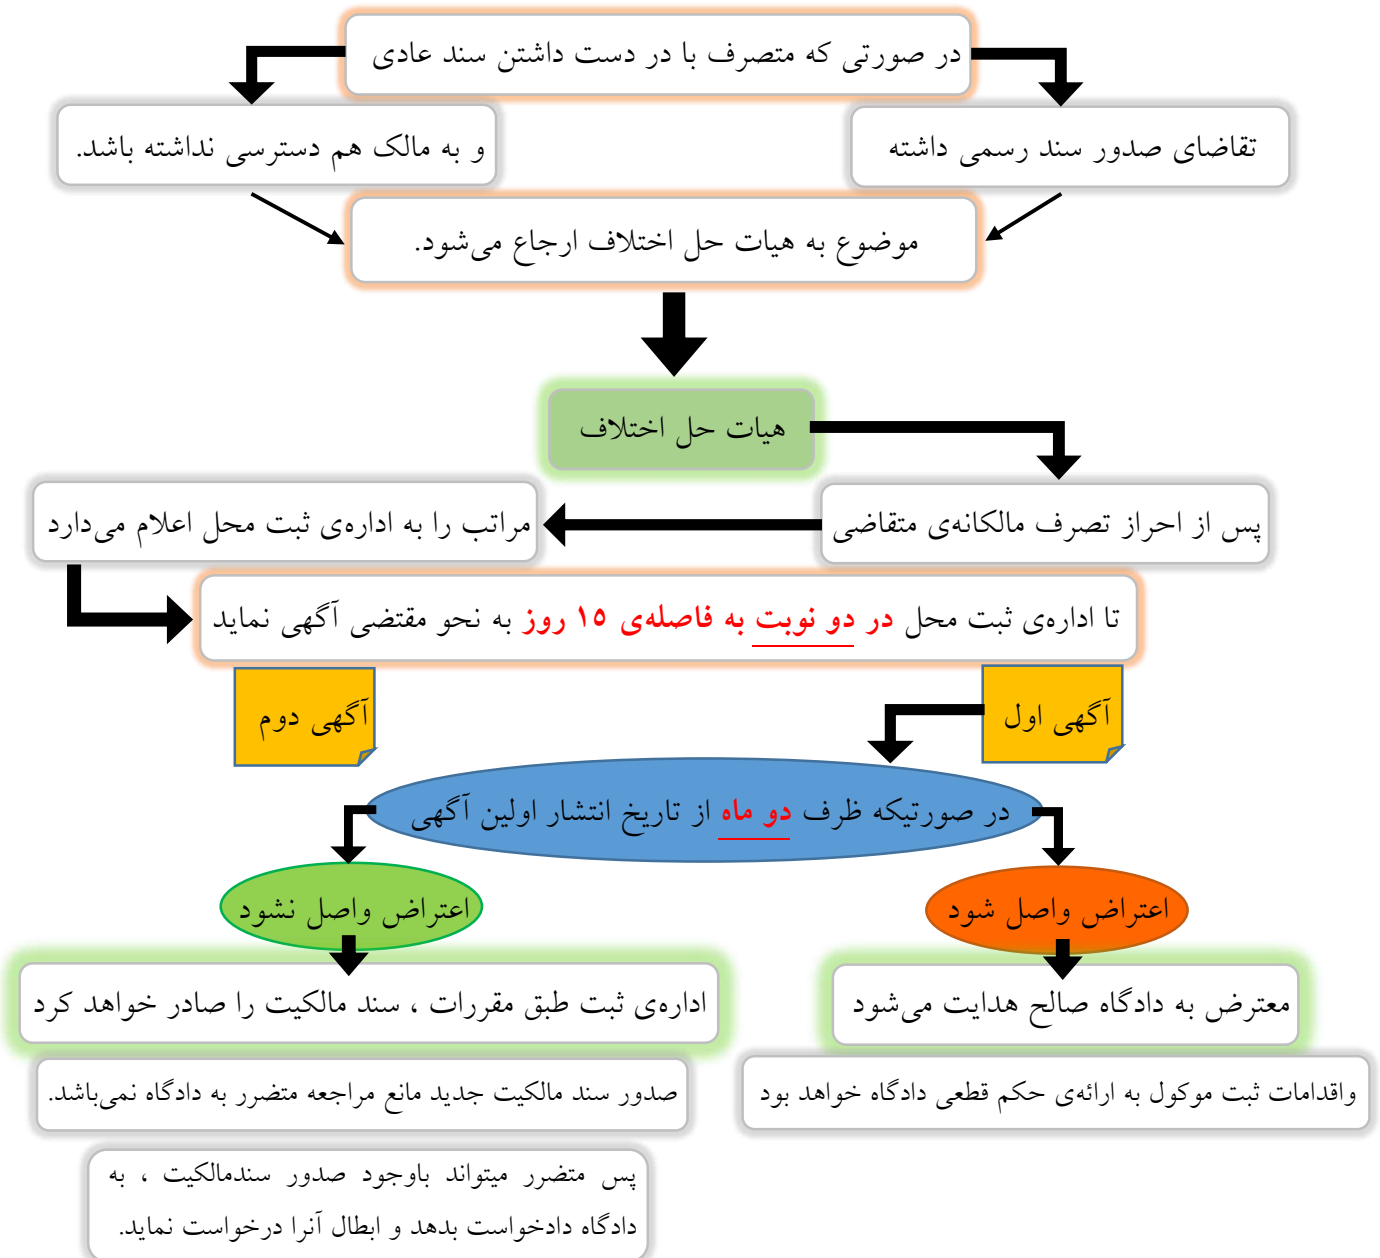 در صورتی که متصرف با در دست داشتن سند عادی
تقاضای صدور سند رسمی داشته
و به مالک هم دسترسی نداشته باشد.
موضوع به هیات حل اختلاف ارجاع می‌شود.
هیات حل اختلاف
پس از احراز تصرف مالکانه‌ی متقاضی
مراتب را به اداره‌ی ثبت محل اعلام می‌دارد
تا اداره‌ی ثبت محل در دو نوبت به فاصله‌ی ۱۵ روز به نحو مقتضی آگهی نماید
آگهی اول
آگهی دوم
در صورتیکه ظرف دو ماه از تاریخ انتشار اولین آگهی
اعتراض واصل شود
اعتراض واصل نشود
معترض به دادگاه صالح هدایت می‌شود
اداره‌ی ثبت طبق مقررات ، سند مالکیت را صادر خواهد کرد
واقدامات ثبت موکول به ارائه‌ی حکم قطعی دادگاه خواهد بود
صدور سند مالکیت جدید مانع مراجعه متضرر به دادگاه نمی‌باشد.
پس متضرر میتواند باوجود صدور سندمالکیت ، به
دادگاه دادخواست بدهد و ابطال آنرا درخواست نماید.